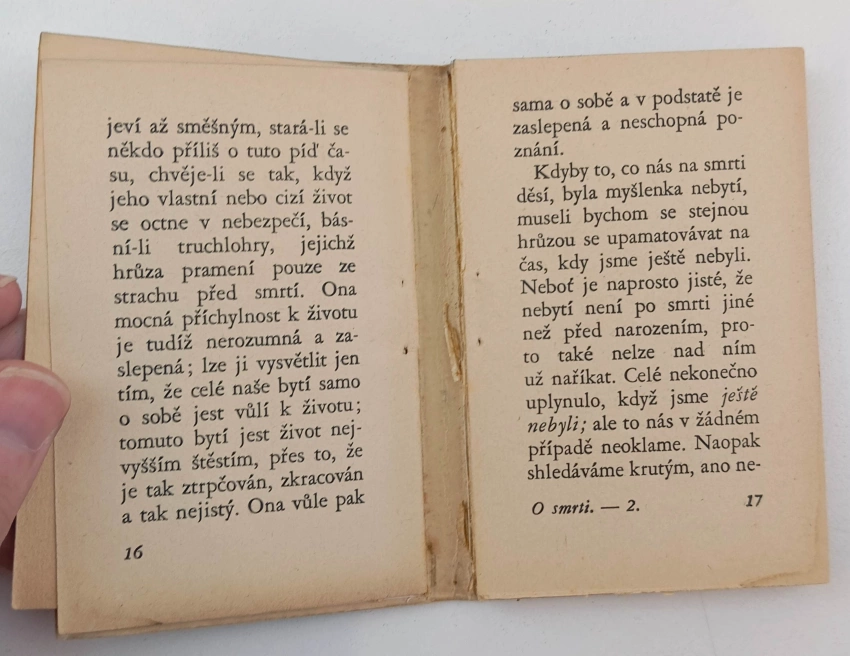 jeví až směšným, stará-li se
někdo příliš o tuto píď ča-
su, chvěje-li se tak, když
jeho vlastní nebo cizí život
se octne v nebezpečí, bás-
ní-li truchlohry, jejichž
hrůza pramení pouze ze
strachu před smrtí. Ona
mocná příchylnost k životu
je tudíž nerozumná a za-
slepená; lze ji vysvětlit jen
tím, že celé naše bytí samo
o sobě jest vůlí k životu;
tomuto bytí jest život nej-
vyšším štěstím, přes to, že
je tak ztrpčován, zkracován
a tak nejistý. Ona vůle pak
16
sama o sobě a v podstatě je
zaslepená a neschopná po-
znání.
Kdyby to, co nás na smrti
děsí, byla myšlenka nebytí,
museli bychom se stejnou
hrůzou se upamatovávat na
čas, kdy jsme ještě nebyli.
Neboť je naprosto jisté, že
nebytí není po smrti jiné
než před narozením, pro-
to také nelze nad ním
už naříkat. Celé nekonečno
uplynulo, když jsme ještě
nebyli; ale to nás v žádném
případě neoklame. Naopak
shledáváme krutým, ano ne-
O smrti. — 2. 17